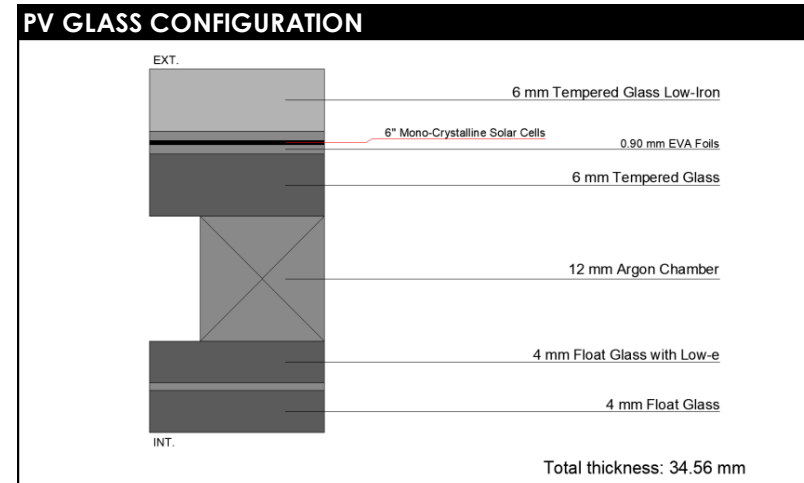 PV GLASS CONFIGURATION
EXT.
6 mm Tempered Glass Low-Iron
6" Mono-Crystalline Solar Cells
0.90 mm EVA Foils
6 mm Tempered Glass
12 mm Argon Chamber
4 mm Float Glass with Low-e
4 mm Float Glass
INT.
Total thickness: 34.56 mm